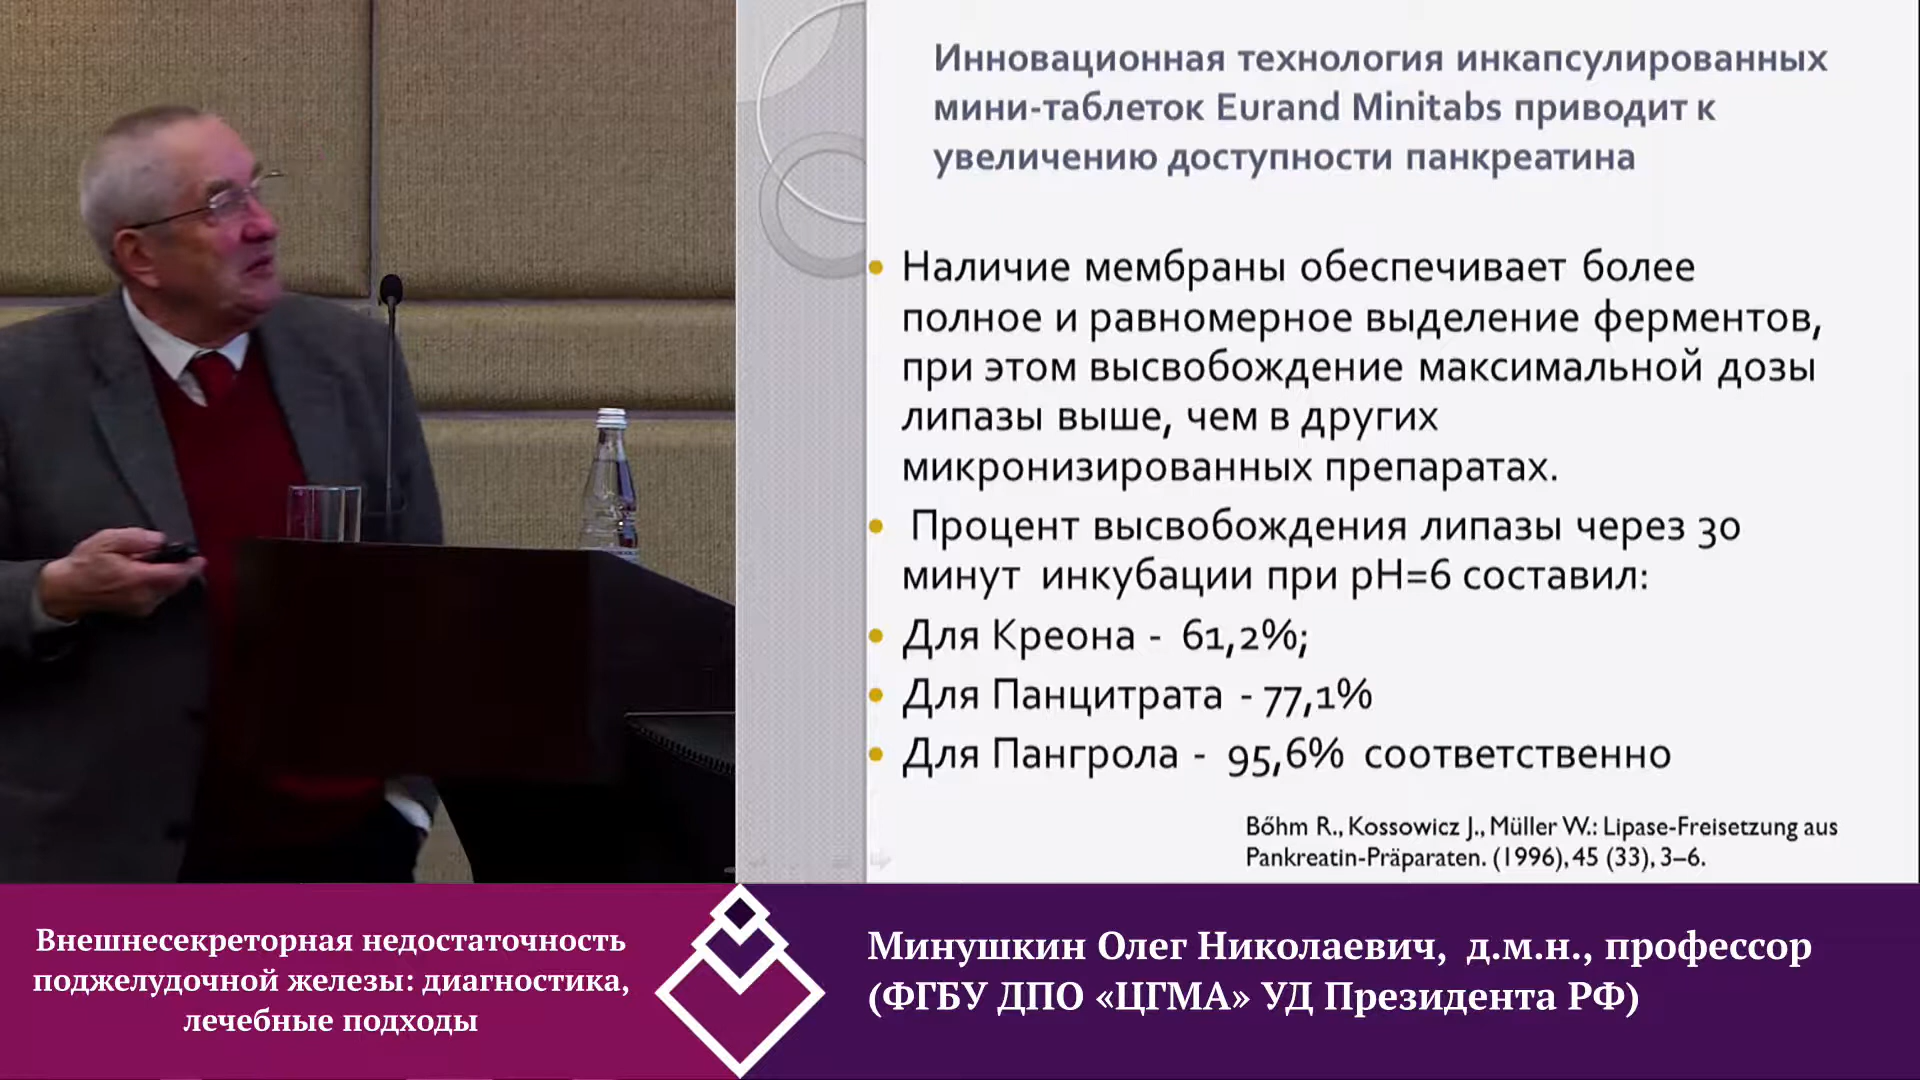 Инновационная технология инкапсулированных
мини-таблеток Eurand Minitabs приводит к
увеличению доступности панкреатина
Наличие мембраны обеспечивает более
полное и равномерное выделение ферментов,
при этом высвобождение максимальной дозы
липазы выше, чем в других
микронизированных препаратах.
Процент высвобождения липазы через 30
минут инкубации при pH=6 составил:
Для Креона - 61,2%;
Для Панцитрата - 77,1%
Для Пангрола - 95,6% соответственно
Bőhm R., Kossowicz J., Müller W.: Lipase-Freisetzung aus
Pankreatin-Präparaten. (1996), 45 (33), 3–6.
Внешнесекреторная недостаточность
поджелудочной железы: диагностика,
лечебные подходы
Минушкин Олег Николаевич, д.м.н., профессор
(ФГБУ ДПО «ЦГМА» УД Президента РФ)